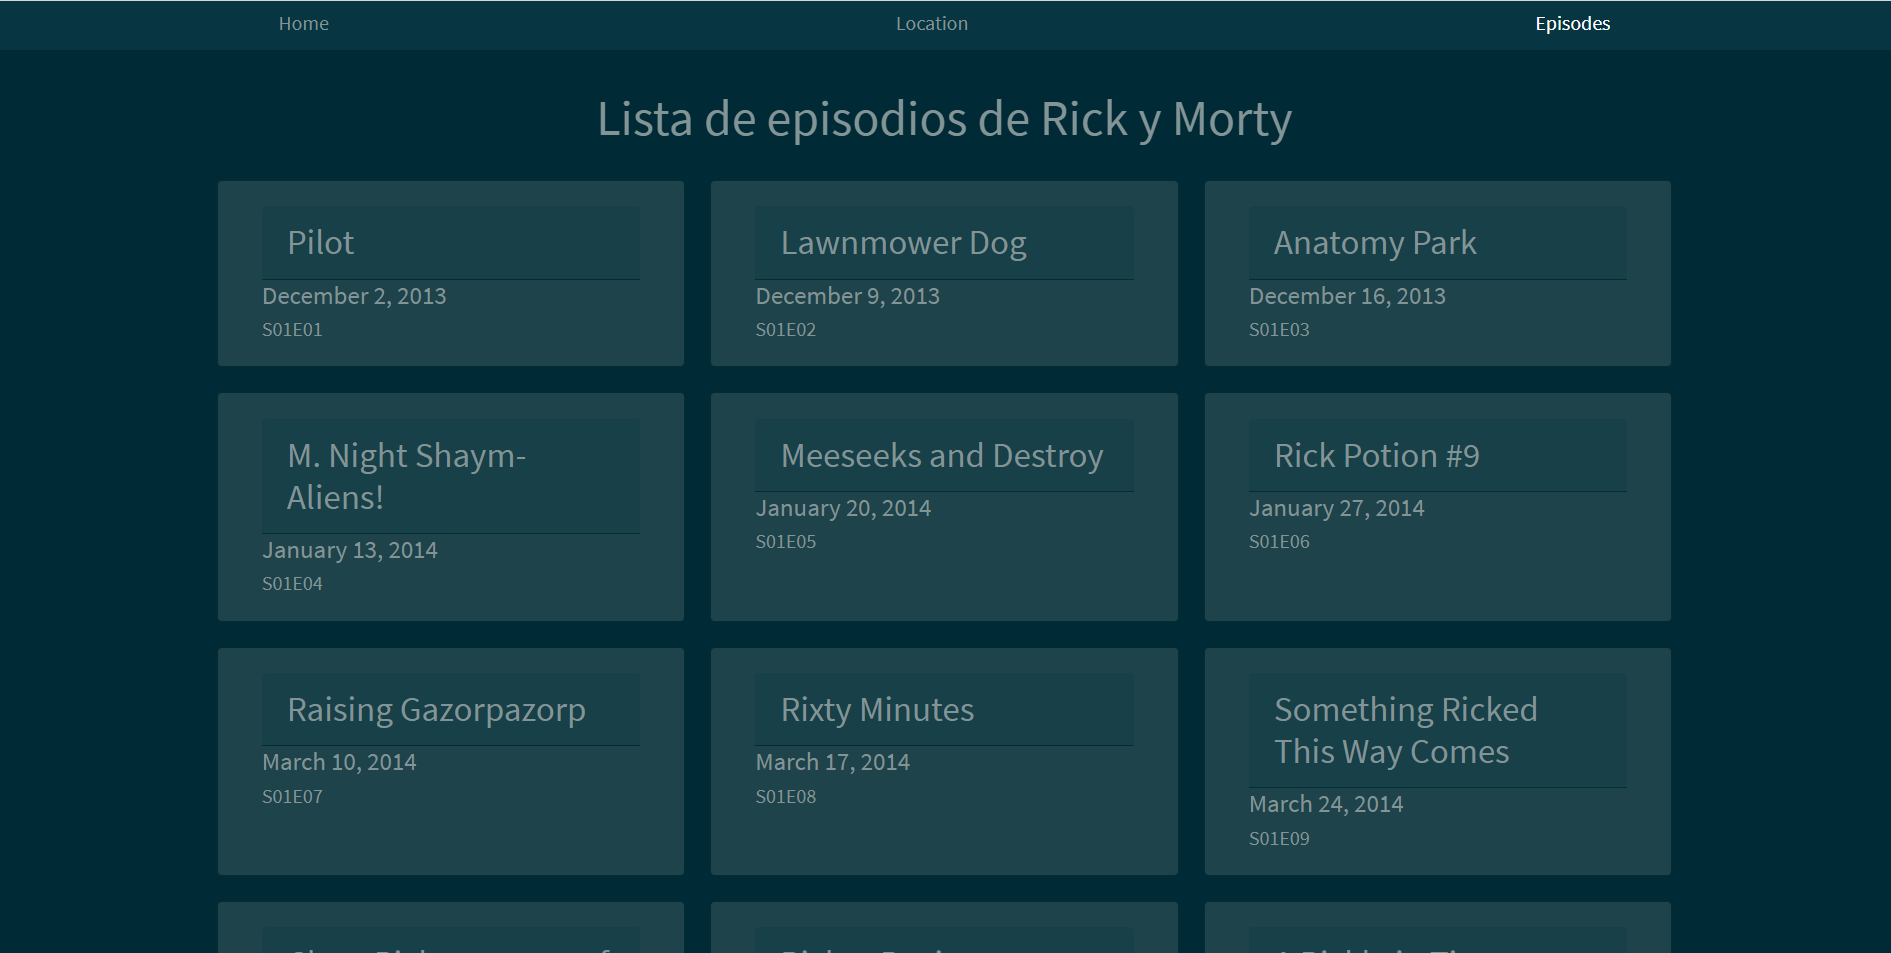 Home Location Episodes
Lista de episodios de Rick y Morty
Pilot
December 2, 2013
S01E01
Lawnmower Dog
December 9, 2013
S01E02
Anatomy Park
December 16, 2013
S01E03
M. Night Shaym-
Aliens!
January 13, 2014
S01E04
Meeseeks and Destroy
January 20, 2014
S01E05
Rick Potion #9
January 27, 2014
S01E06
Raising Gazorpazorp
March 10, 2014
S01E07
Rixty Minutes
March 17, 2014
S01E08
Something Ricked
This Way Comes
March 24, 2014
S01E09